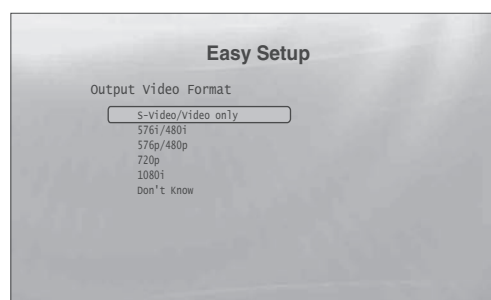 Easy Setup
Output Video Format
S-Video/Video only
576i/480i
576p/480p
720p
1080i
Don't Know